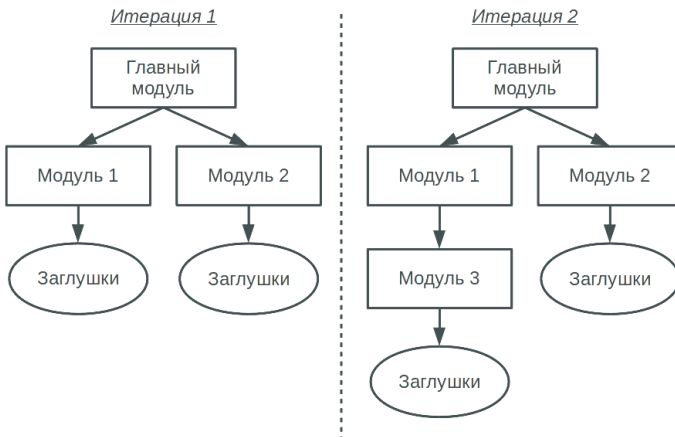 Итерация 1
Главный
модуль
Модуль 1
Модуль 2
Заглушки
Заглушки
Итерация 2
Главный
модуль
Модуль 1
Модуль 2
Модуль 3
Заглушки
Заглушки